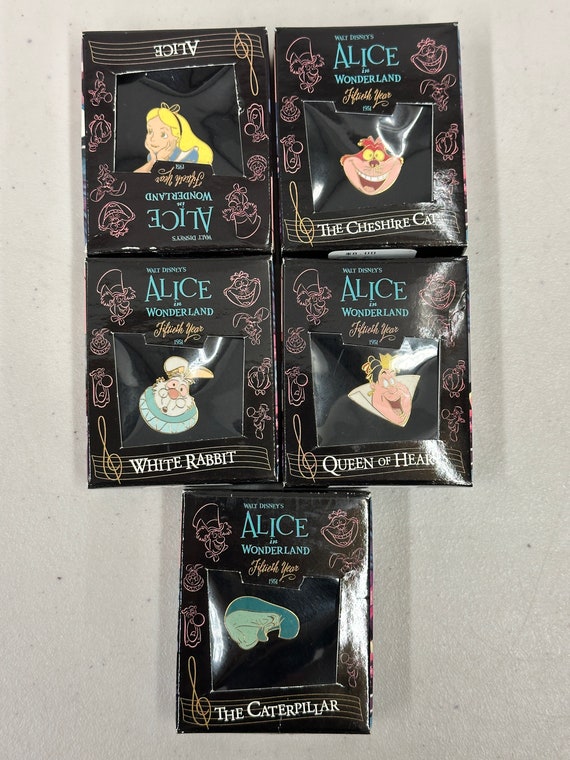 ALICE
1951
Fiftieth Year
WONDERLAND
in
ALICE
WALT DISNEY'S
WALT DISNEY'S
ALICE
in
WONDERLAND
Fiftieth Year
1951
THE CHESHIRE CAT
WALT DISNEY'S
ALICE
in
WONDERLAND
Fiftieth Year
1951
WHITE RABBIT
WALT DISNEY'S
ALICE
in
WONDERLAND
Fiftieth Year
1951
QUEEN OF HEAR
WALT DISNEY'S
ALICE
in
WONDERLAND
Fiftieth Year
1951
THE CATERPILLAR